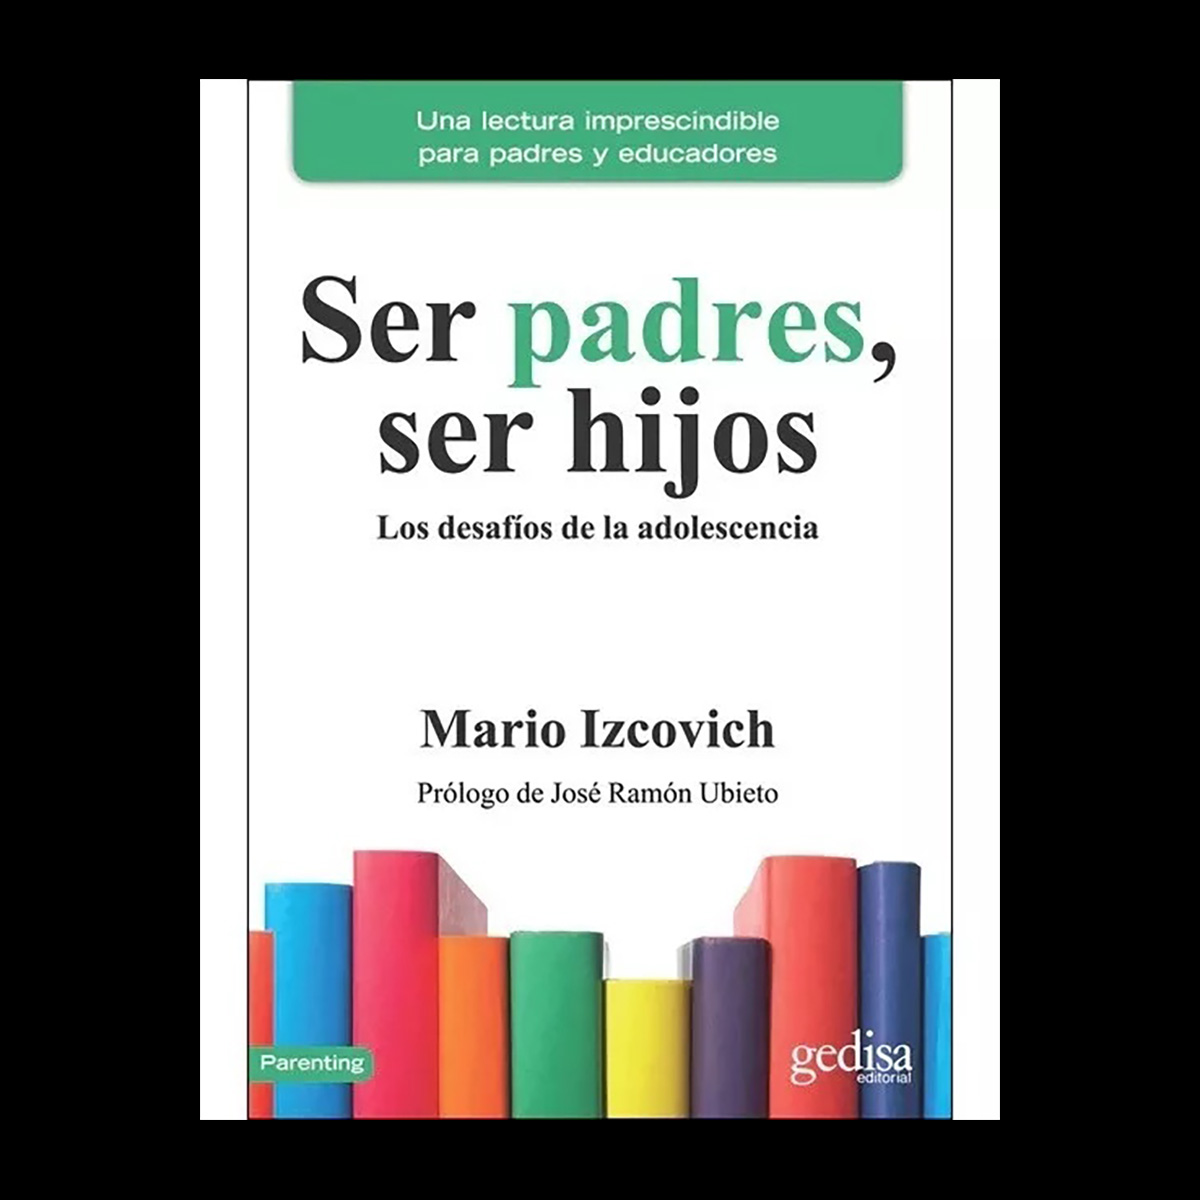 Una lectura imprescindible
para padres y educadores
Ser padres,
ser hijos
Los desafíos de la adolescencia
Mario Izcovich
Prólogo de José Ramón Ubieto
Parenting
gedisa
editorial